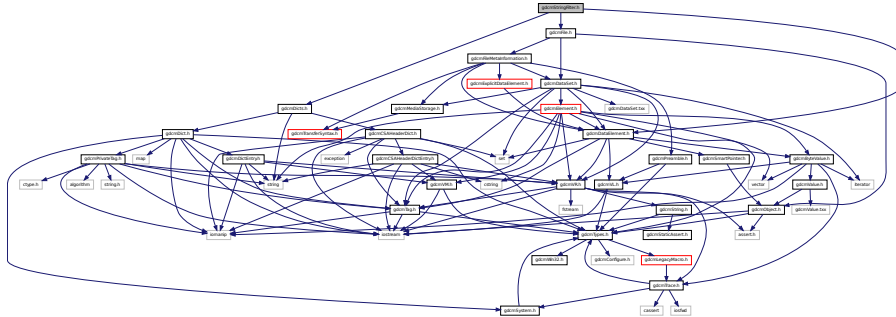 gdcmStringFilter.h
gdcmFile.h
gdcmFileMetaInformation.h
gdcmExplicitDataElement.h
gdcmDataSet.h
gdcmDicts.h
gdcmMediaStorage.h
gdcmElement.h
gdcmDataSet.txx
gdcmDict.h
gdcmTransferSyntax.h
gdcmCSAHeaderDict.h
gdcmDataElement.h
gdcmPrivateTag.h
map
gdcmDictEntry.h
exception
gdcmCSAHeaderDictEntry.h
set
gdcmPreamble.h
gdcmSmartPointer.h
gdcmByteValue.h
ctype.h
algorithm
string.h
string
gdcmVM.h
cstring
gdcmVR.h
gdcmVL.h
vector
gdcmValue.h
iterator
gdcmTag.h
fstream
gdcmString.h
gdcmObject.h
gdcmValue.txx
iomanip
iostream
gdcmTypes.h
gdcmStaticAssert.h
assert.h
gdcmWin32.h
gdcmConfigure.h
gdcmLegacyMacro.h
gdcmTrace.h
gdcmSystem.h
cassert
iosfwd